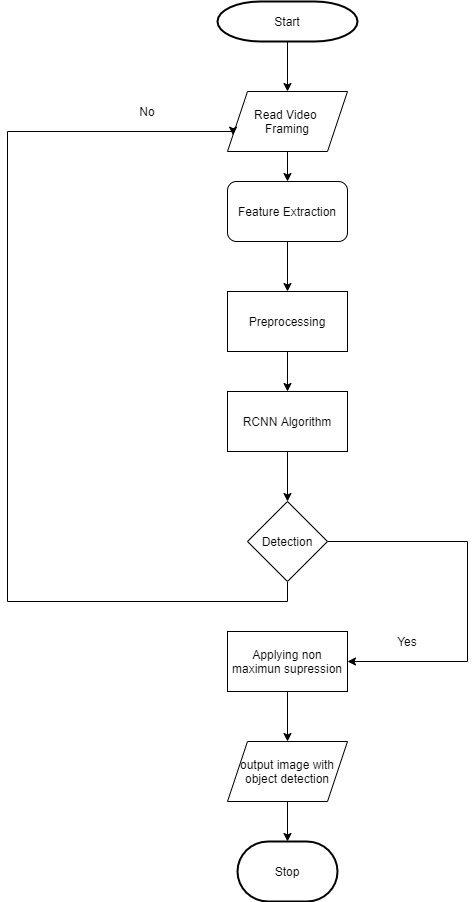 Start
No
Read Video
Framing
Feature Extraction
Preprocessing
RCNN Algorithm
Detection
Yes
Applying non
maximun supression
output image with
object detection
Stop